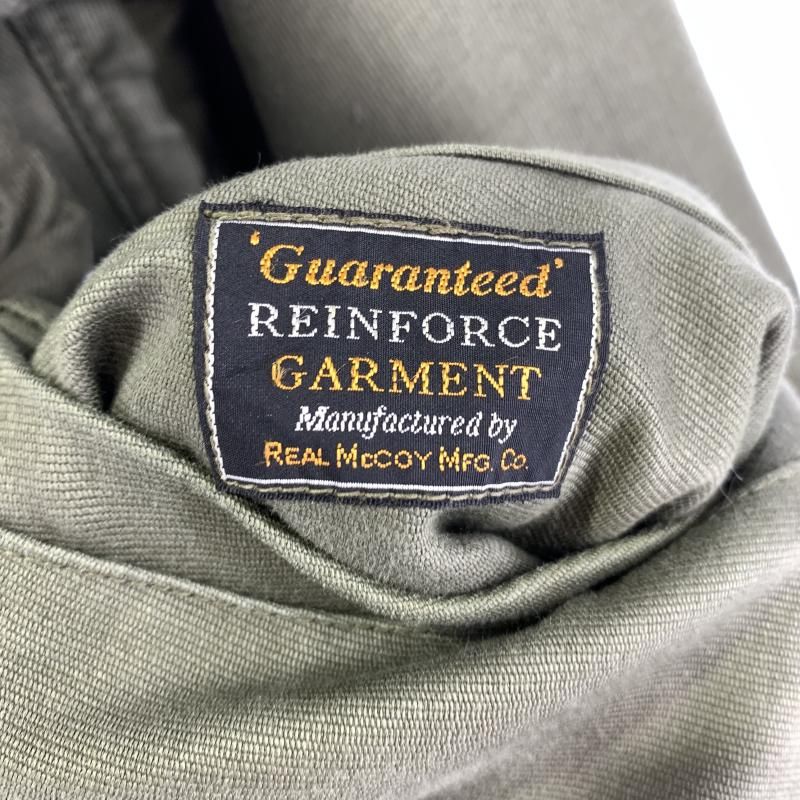 'Guaranteed'
REINFORCE
GARMENT
Manufactured by
REAL McCOY MFG. Co.